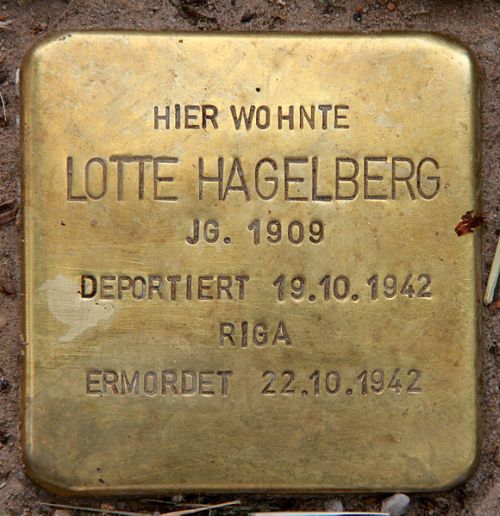 HIER WOHNTE
LOTTE HAGELBERG
JG. 1909
DEPORTIERT 19.10.1942
RIGA
ERMORDET 22.10.1942